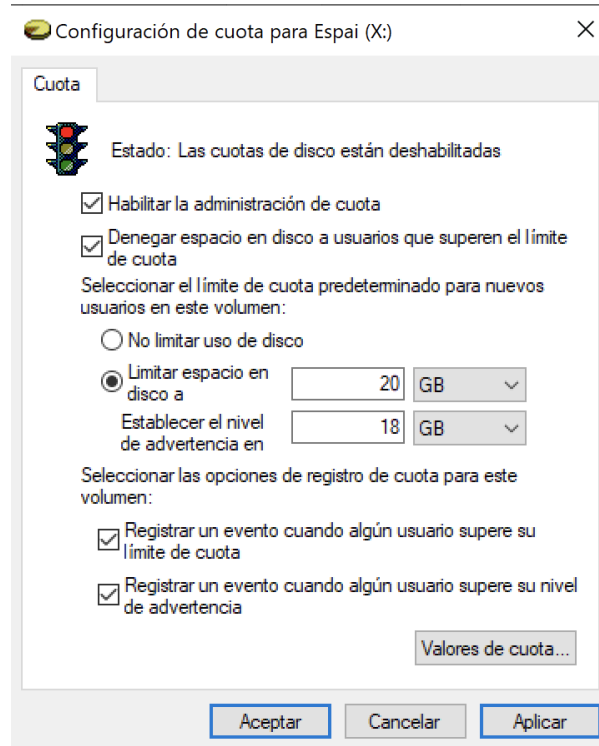 Configuración de cuota para Espai (X:)
Cuota
Estado: Las cuotas de disco están deshabilitadas
Habilitar la administración de cuota
Denegar espacio en disco a usuarios que superen el límite
de cuota
Seleccionar el límite de cuota predeterminado para nuevos
usuarios en este volumen:
No limitar uso de disco
Limitar espacio en
disco a
20 GB
Establecer el nivel
de advertencia en
18 GB
Seleccionar las opciones de registro de cuota para este
volumen:
Registrar un evento cuando algún usuario supere su
límite de cuota
Registrar un evento cuando algún usuario supere su nivel
de advertencia
Valores de cuota...
Aceptar Cancelar Aplicar